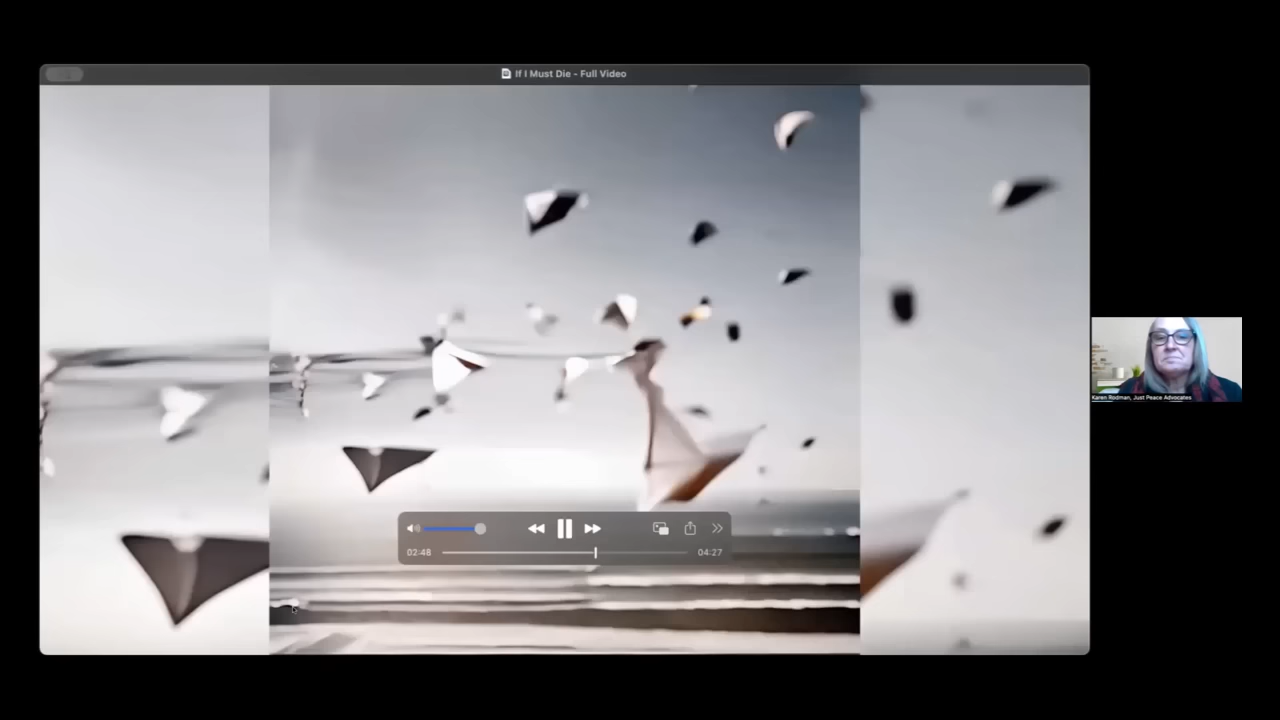 If I Must Die - Full Video
02:48
04:27
Karen Rodman, Just Peace Advocates